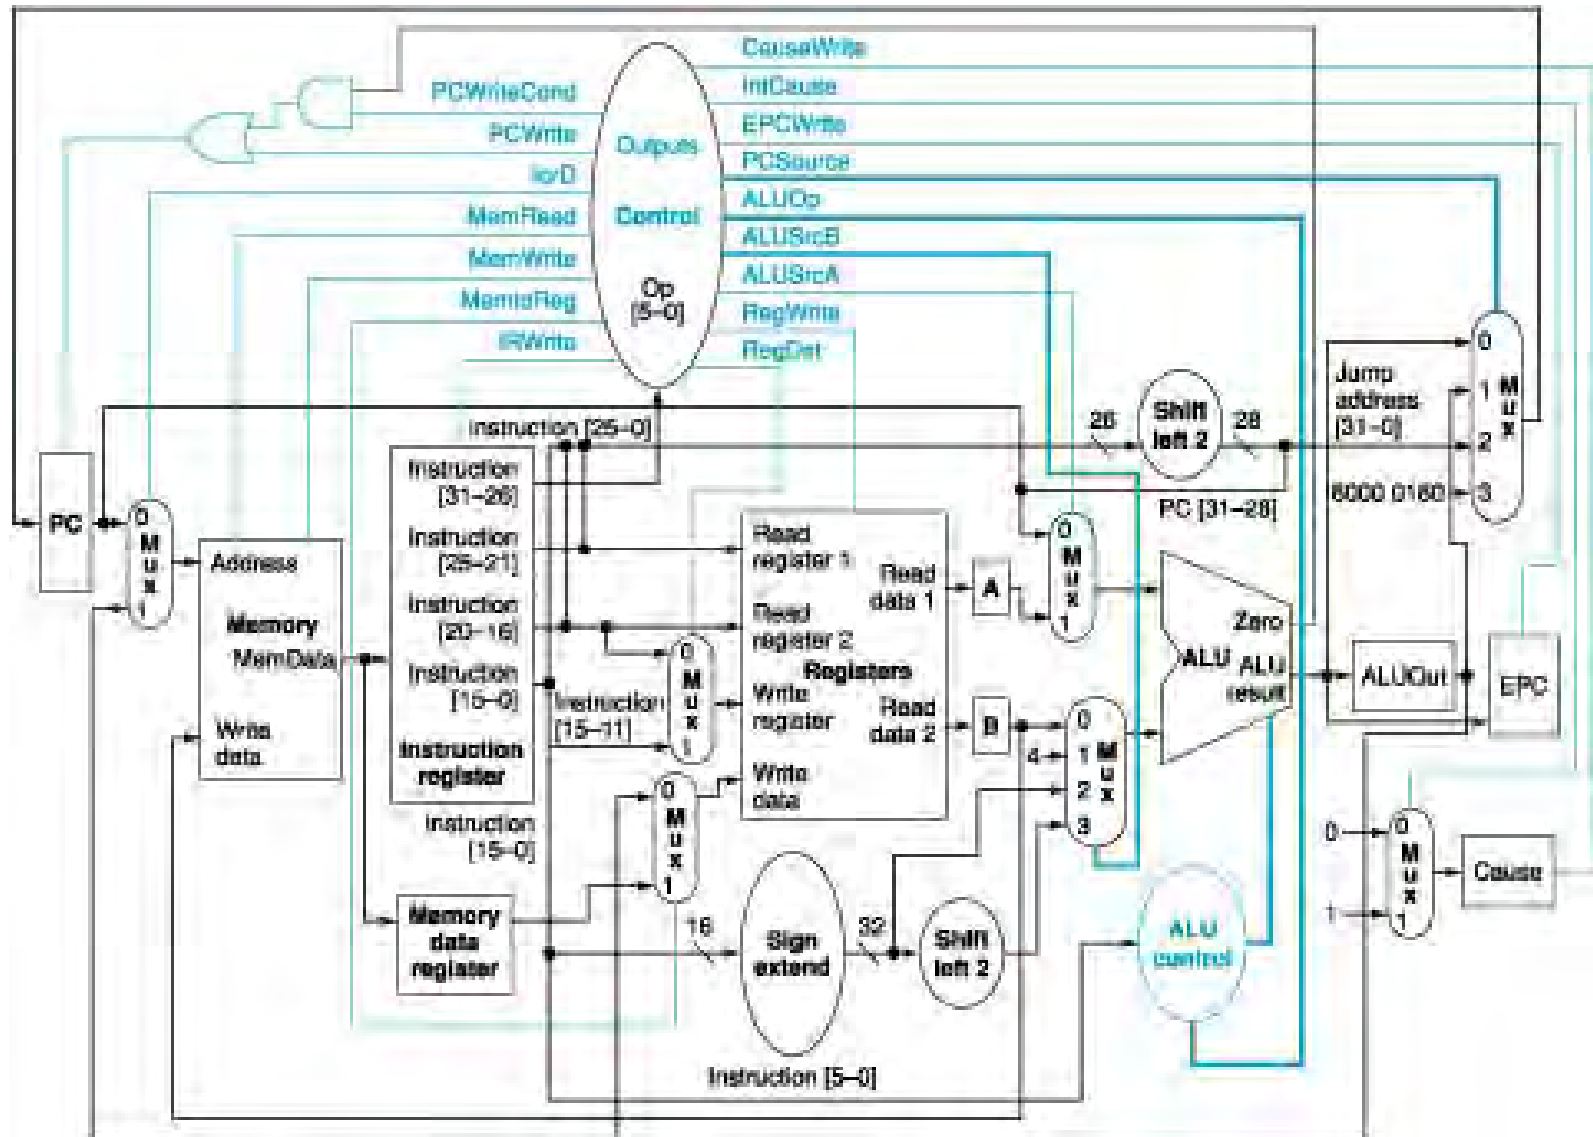 CauseWrite
IntCause
EPCWrite
PCSource
ALUOp
ALUSrcB
ALUSrcA
RegWrite
RegDst
PCWriteCond
PCWrite
IorD
MemRead
MemWrite
MemtoReg
IRWrite
Outputs
Control
Op
[5–0]
Instruction [25–0]
26
Shift
left 2
28
Jump
address
[31–0]
PC [31–28]
0
1
2
3
M
u
x
PC
0
M
u
x
1
Address
Memory
MemData
Write
data
Instruction
[31–26]
Instruction
[25–21]
Instruction
[20–16]
Instruction
[15–0]
Instruction
register
Instruction
[15–0]
Instruction
[15–11]
0
M
u
x
1
0
M
u
x
1
Memory
data
register
Read
register 1
Read
register 2
Registers
Write
register
Write
data
Read
data 1
Read
data 2
A
B
0
M
u
x
1
4
0
1
2
3
M
u
x
16
Sign
extend
32
Shift
left 2
Zero
ALU
ALU
result
ALUOut
EPC
ALU
control
0
1
0
M
u
x
1
Cause
Instruction [5–0]